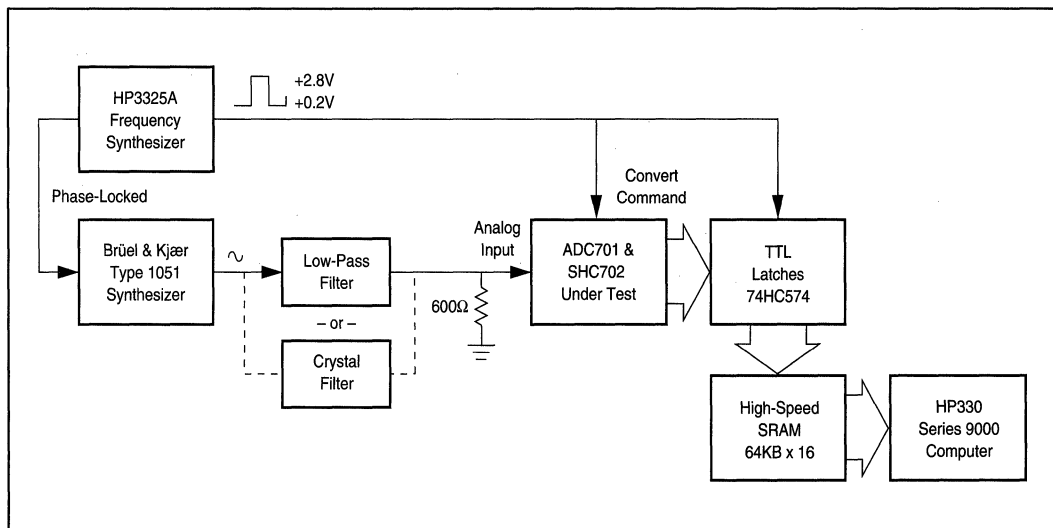 HP3325A
Frequency
Synthesizer
+2.8V
+0.2V
Phase-Locked
Convert
Command
Brüel & Kjær
Type 1051
Synthesizer
Low-Pass
Filter
– or –
Crystal
Filter
600Ω
Analog
Input
ADC701 &
SHC702
Under Test
TTL
Latches
74HC574
High-Speed
SRAM
64KB x 16
HP330
Series 9000
Computer